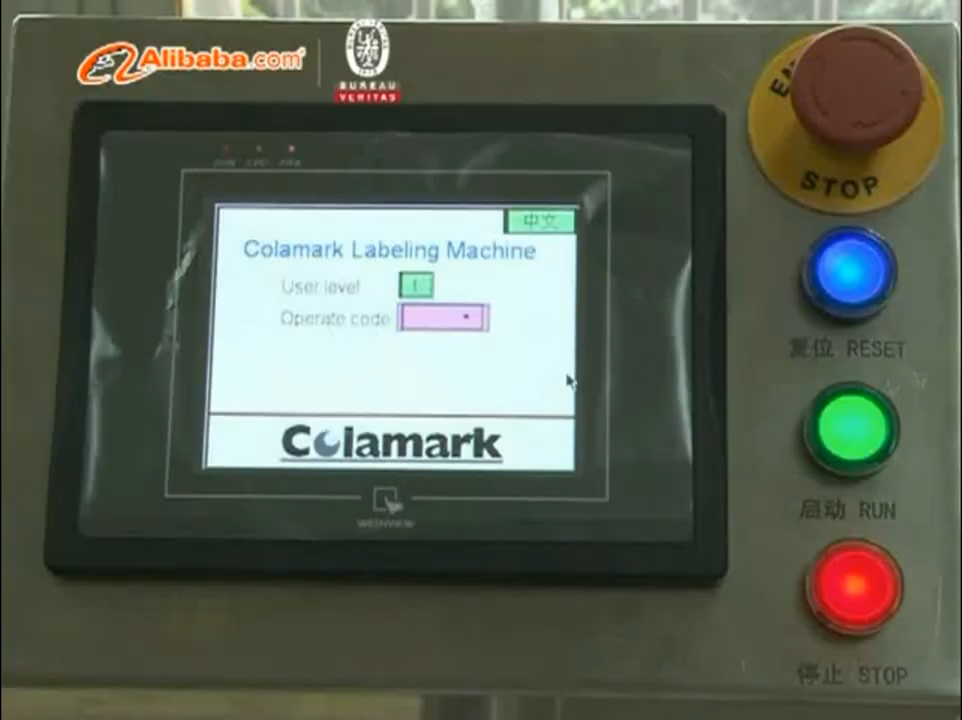 Alibaba.com
BUREAU
VERITAS
STOP
中文
Colamark Labeling Machine
User level 1
Operate code *
复位 RESET
Colamark
启动 RUN
WEINVIEW
停止 STOP